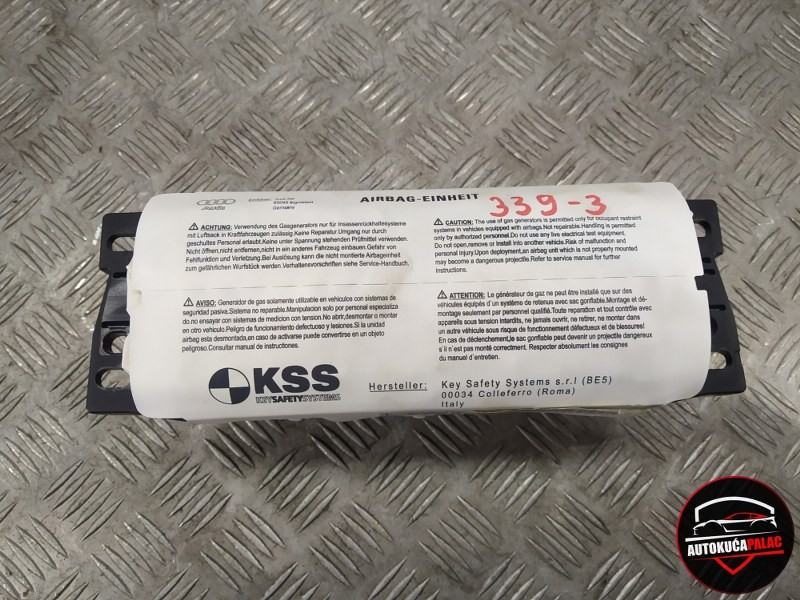 Audi
Germany
AIRBAG-EINHEIT
339-3
ACHTUNG: Verwendung des Gasgenerators nur für Insassenrückhaltesysteme
mit Luftsack in Kraftfahrzeugen zulässig.Keine Reparatur.Umgang nur durch
geschultes Personal erlaubt.Keine unter Spannung stehenden Prüfmittel verwenden.
Nicht öffnen,nicht entfernen,nicht in ein anderes Fahrzeug einbauen.Gefahr von
Fehlfunktion und Verletzung.Bei Auslösung kann die nicht montierte Airbageinheit
zum gefährlichen Wurfstück werden.Verhaltensvorschriften siehe Service-Handbuch.
CAUTION: The use of gas generators is permitted only for occupant restraint
systems in vehicles equipped with airbags.Not repairable.Handling is permitted
only by authorized personnel.Do not use any live electrical test equipment.
Do not open,remove or install into another vehicle.Risk of malfunction and
personal injury.Upon deployment,an airbag unit which is not properly mounted
may become a dangerous projectile.Refer to service manual for further
instructions.
AVISO: Generador de gas solamente utilizable en vehículos con sistemas de
seguridad pasiva.Sistema no reparable.Manipulacion solo por personal especializa
do.no ensayar con sistemas de medicion con tensión.No abrir,desmontar o montar
en otro vehículo.Peligro de funcionamiento defectuoso y lesiones.Si la unidad
airbag esta desmontada,en caso de activarse puede convertirse en un objeto
peligroso.Consultar manual de instrucciones.
ATTENTION: Le générateur de gaz ne peut être installé que sur des
véhicules équipés d'un système de retenue avec sac gonflable.Montage et dé-
montage seulement par personnel qualifié. Toute reparation et tout contrôle avec
appareils sous tension interdits, ne jamais ouvrir, ne retirer, ne monter dans
un autre véhicule sous risque de fonctionnement défectueux et de blessures!
En cas de déclenchement,le sac gonflable peut devenir un projectile dangereux
s'il n'est pas monté correctement. Respecter absolument les consignes
du manuel d'entretien.
KSS
KEYSAFETYSYSTEMS
Hersteller:
Key Safety Systems s.r.l (BE5)
00034 Colleferro (Roma)
Italy
AUTOKUĆAPALAC